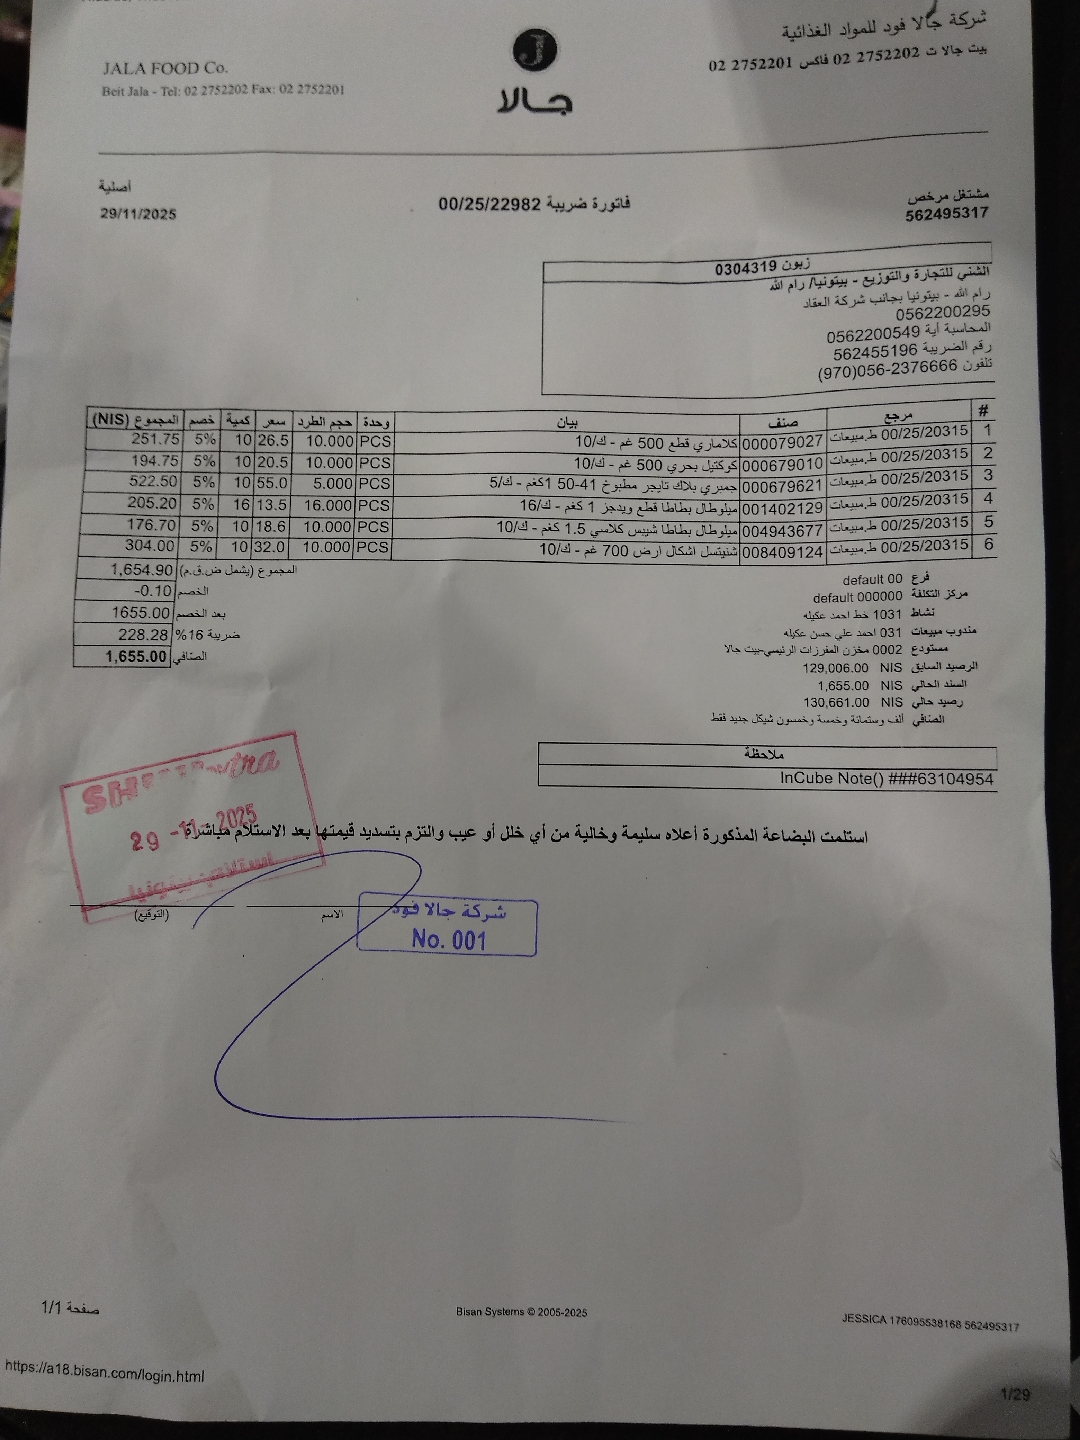 شركة جالا فود للمواد الغذائية
بيت جالات 2752202 02 فاكس 2752201 02
JALA FOOD Co.
Beit Jala - Tel: 02 2752202 Fax: 02 2752201
J
جالا
أصلية
29/11/2025
فاتورة ضريبة 00/25/22982
مشتغل مرخص
562495317
زبون 0304319
الشني للتجارة والتوزيع - بيتونيا/ رام الله
رام الله - بيتونيا بجانب شركة العقاد
0562200295
المحاسبة آية 0562200549
رقم الضريبة 562455196
تلفون 2376666-056(970)
# مرجع صنف بيان وحدة حجم الطرد سعر كمية خصم المجموع (NIS)
1 00/25/20315 ط.مبيعات 000079027 كلاماري قطع 500 غم - ك/10 PCS 10.000 26.5 10 5% 251.75
2 00/25/20315 ط.مبيعات 000679010 كوكتيل بحري 500 غم - ك/10 PCS 10.000 20.5 10 5% 194.75
3 00/25/20315 ط.مبيعات 000679621 جمبري بلاك تايجر مطبوخ 41-50 1كغم - ك/5 PCS 5.000 55.0 10 5% 522.50
4 00/25/20315 ط.مبيعات 001402129 ميلوطال بطاطا قطع ويدجز 1 كغم - ك/16 PCS 16.000 13.5 16 5% 205.20
5 00/25/20315 ط.مبيعات 004943677 ميلوطال بطاطا شيبس كلاسي 1.5 كغم - ك/10 PCS 10.000 18.6 10 5% 176.70
6 00/25/20315 ط.مبيعات 008409124 شنيتسل اشكال ارض 700 غم - ك/10 PCS 10.000 32.0 10 5% 304.00
المجموع (يشمل ض.ق.م) 1,654.90
الخصم -0.10
بعد الخصم 1655.00
ضريبة 16% 228.28
الصافي 1,655.00
فرع 00 default
مركز التكلفة 000000 default
نشاط 1031 خط احمد عكيله
مندوب مبيعات 031 احمد علي حسن عكيله
مستودع 0002 مخزن المفرزات الرئيسي-بيت جالا
الرصيد السابق NIS 129,006.00
السند الحالي NIS 1,655.00
رصيد حالي NIS 130,661.00
الصافي ألف وستمائة وخمسة وخمسون شيكل جديد فقط
ملاحظة
InCube Note() ###63104954
استلمت البضاعة المذكورة أعلاه سليمة وخالية من أي خلل أو عيب والتزم بتسديد قيمتها بعد الاستلام مباشرة
29 -11- 2025
استلام بيتونيا
الاسم
(التوقيع)
شركة جالا فود
No. 001
صفحة 1/1
Bisan Systems © 2005-2025
JESSICA 176095538168 562495317
https://a18.bisan.com/login.html
1/29